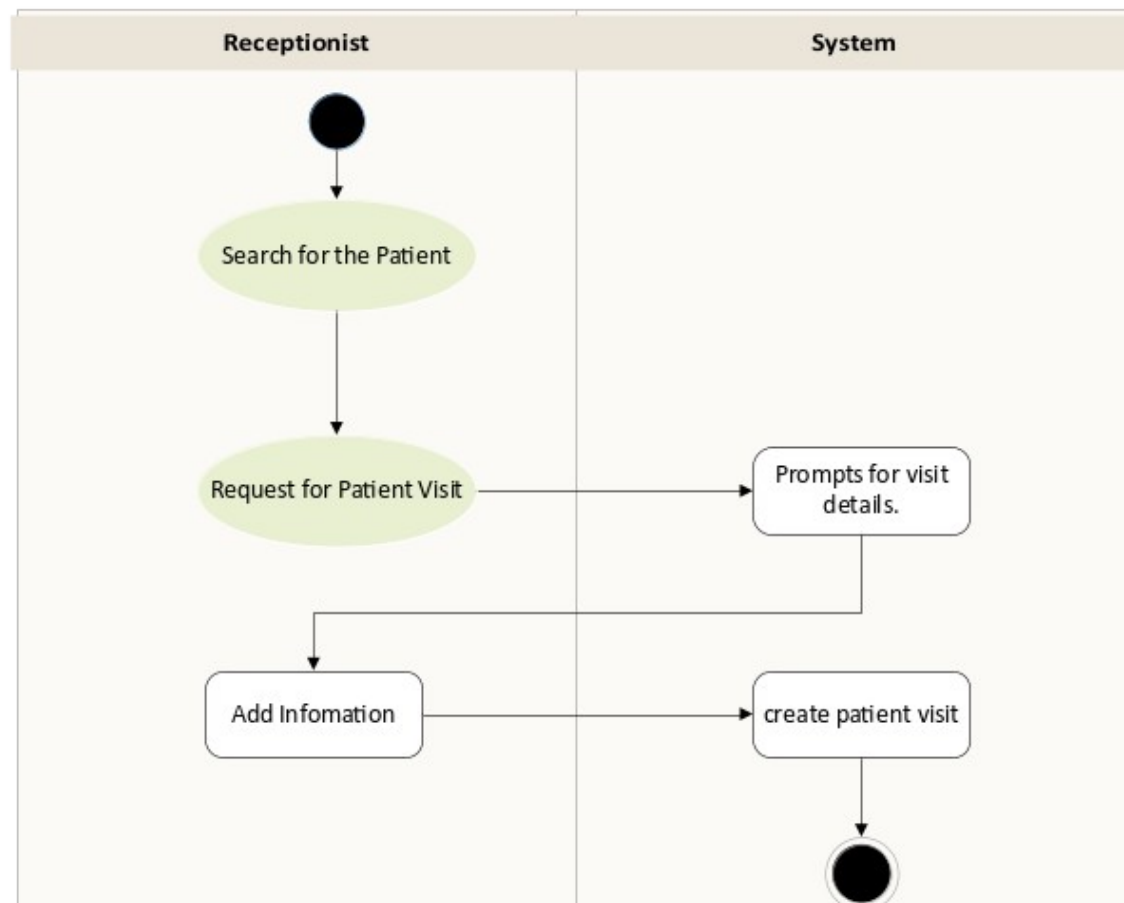 Receptionist
System
Search for the Patient
Request for Patient Visit
Prompts for visit
details.
Add Infomation
create patient visit